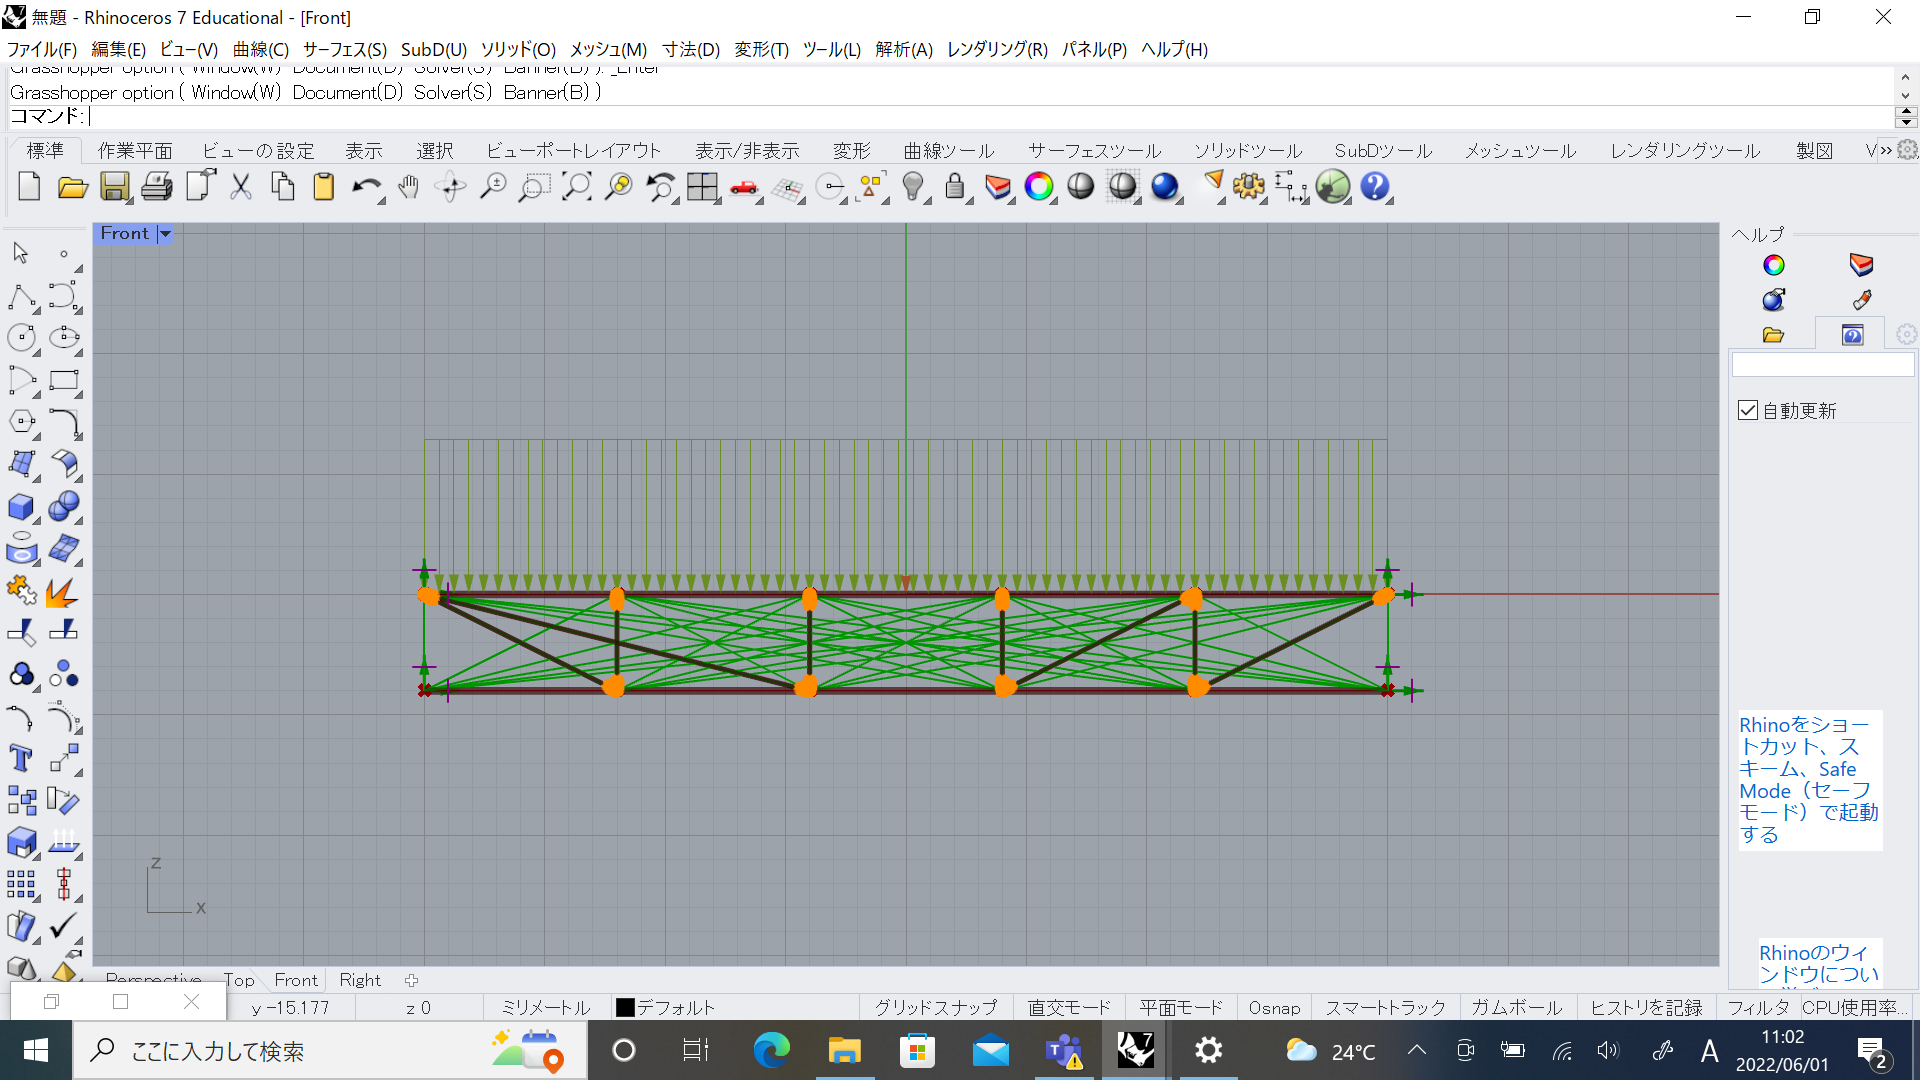 無題 - Rhinoceros 7 Educational - [Front]
ファイル(F) 編集(E) ビュー(V) 曲線(C) サーフェス(S) SubD(U) ソリッド(O) メッシュ(M) 寸法(D) 変形(T) ツール(L) 解析(A) レンダリング(R) パネル(P) ヘルプ(H)
Grasshopper option ( Window(W) Document(D) Solver(S) Banner(B) ): _Enter
Grasshopper option ( Window(W) Document(D) Solver(S) Banner(B) )
コマンド:
標準 作業平面 ビューの設定 表示 選択 ビューポートレイアウト 表示/非表示 変形 曲線ツール サーフェスツール ソリッドツール SubDツール メッシュツール レンダリングツール 製図 V »
Front
ヘルプ
自動更新
Rhinoをショー
トカット、ス
キーム、Safe
Mode（セーフ
モード）で起動
する
Rhinoのウィ
ンドウについ
z
x
Perspective Top Front Right
y -15.177 z 0 ミリメートル デフォルト グリッドスナップ 直交モード 平面モード Osnap スマートトラック ガムボール ヒストリを記録 フィルタ CPU使用率...
ここに入力して検索
7
24°C
A
11:02
2022/06/01
2